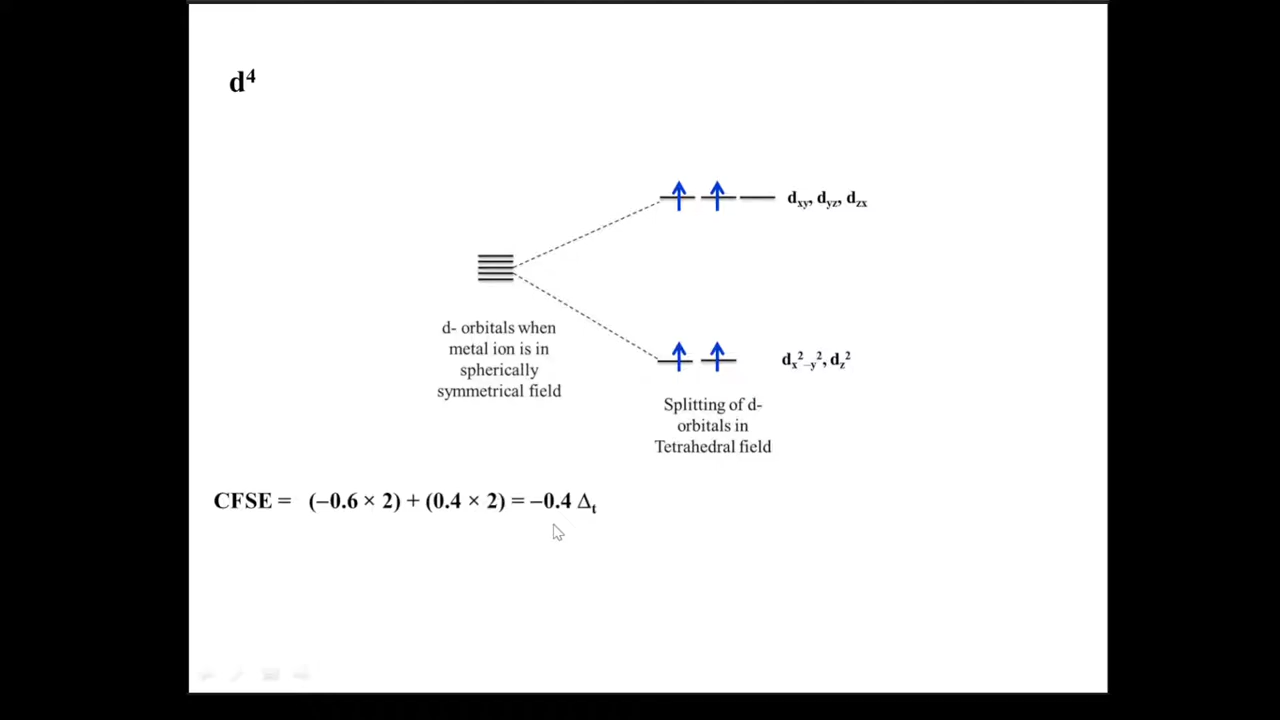 d⁴
dxy, dyz, dzx
d- orbitals when
metal ion is in
spherically
symmetrical field
dx²–y², dz²
Splitting of d-
orbitals in
Tetrahedral field
CFSE = (–0.6 × 2) + (0.4 × 2) = –0.4 Δt